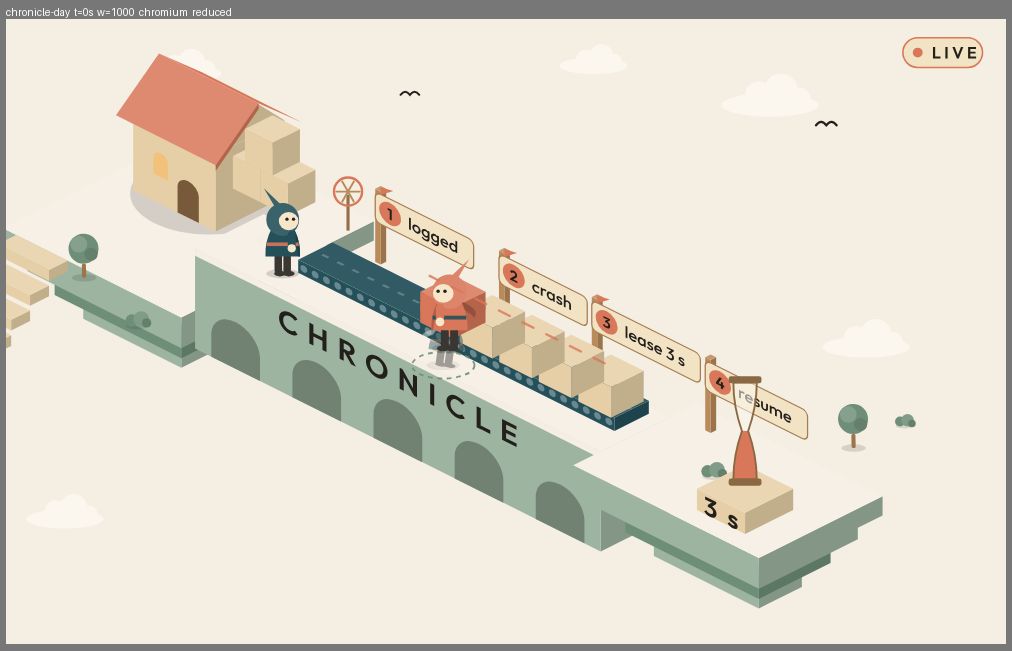 chronicle-day t=0s w=1000 chromium reduced
LIVE
1 logged
2 crash
3 lease 3 s
4 resume
CHRONICLE
3 s